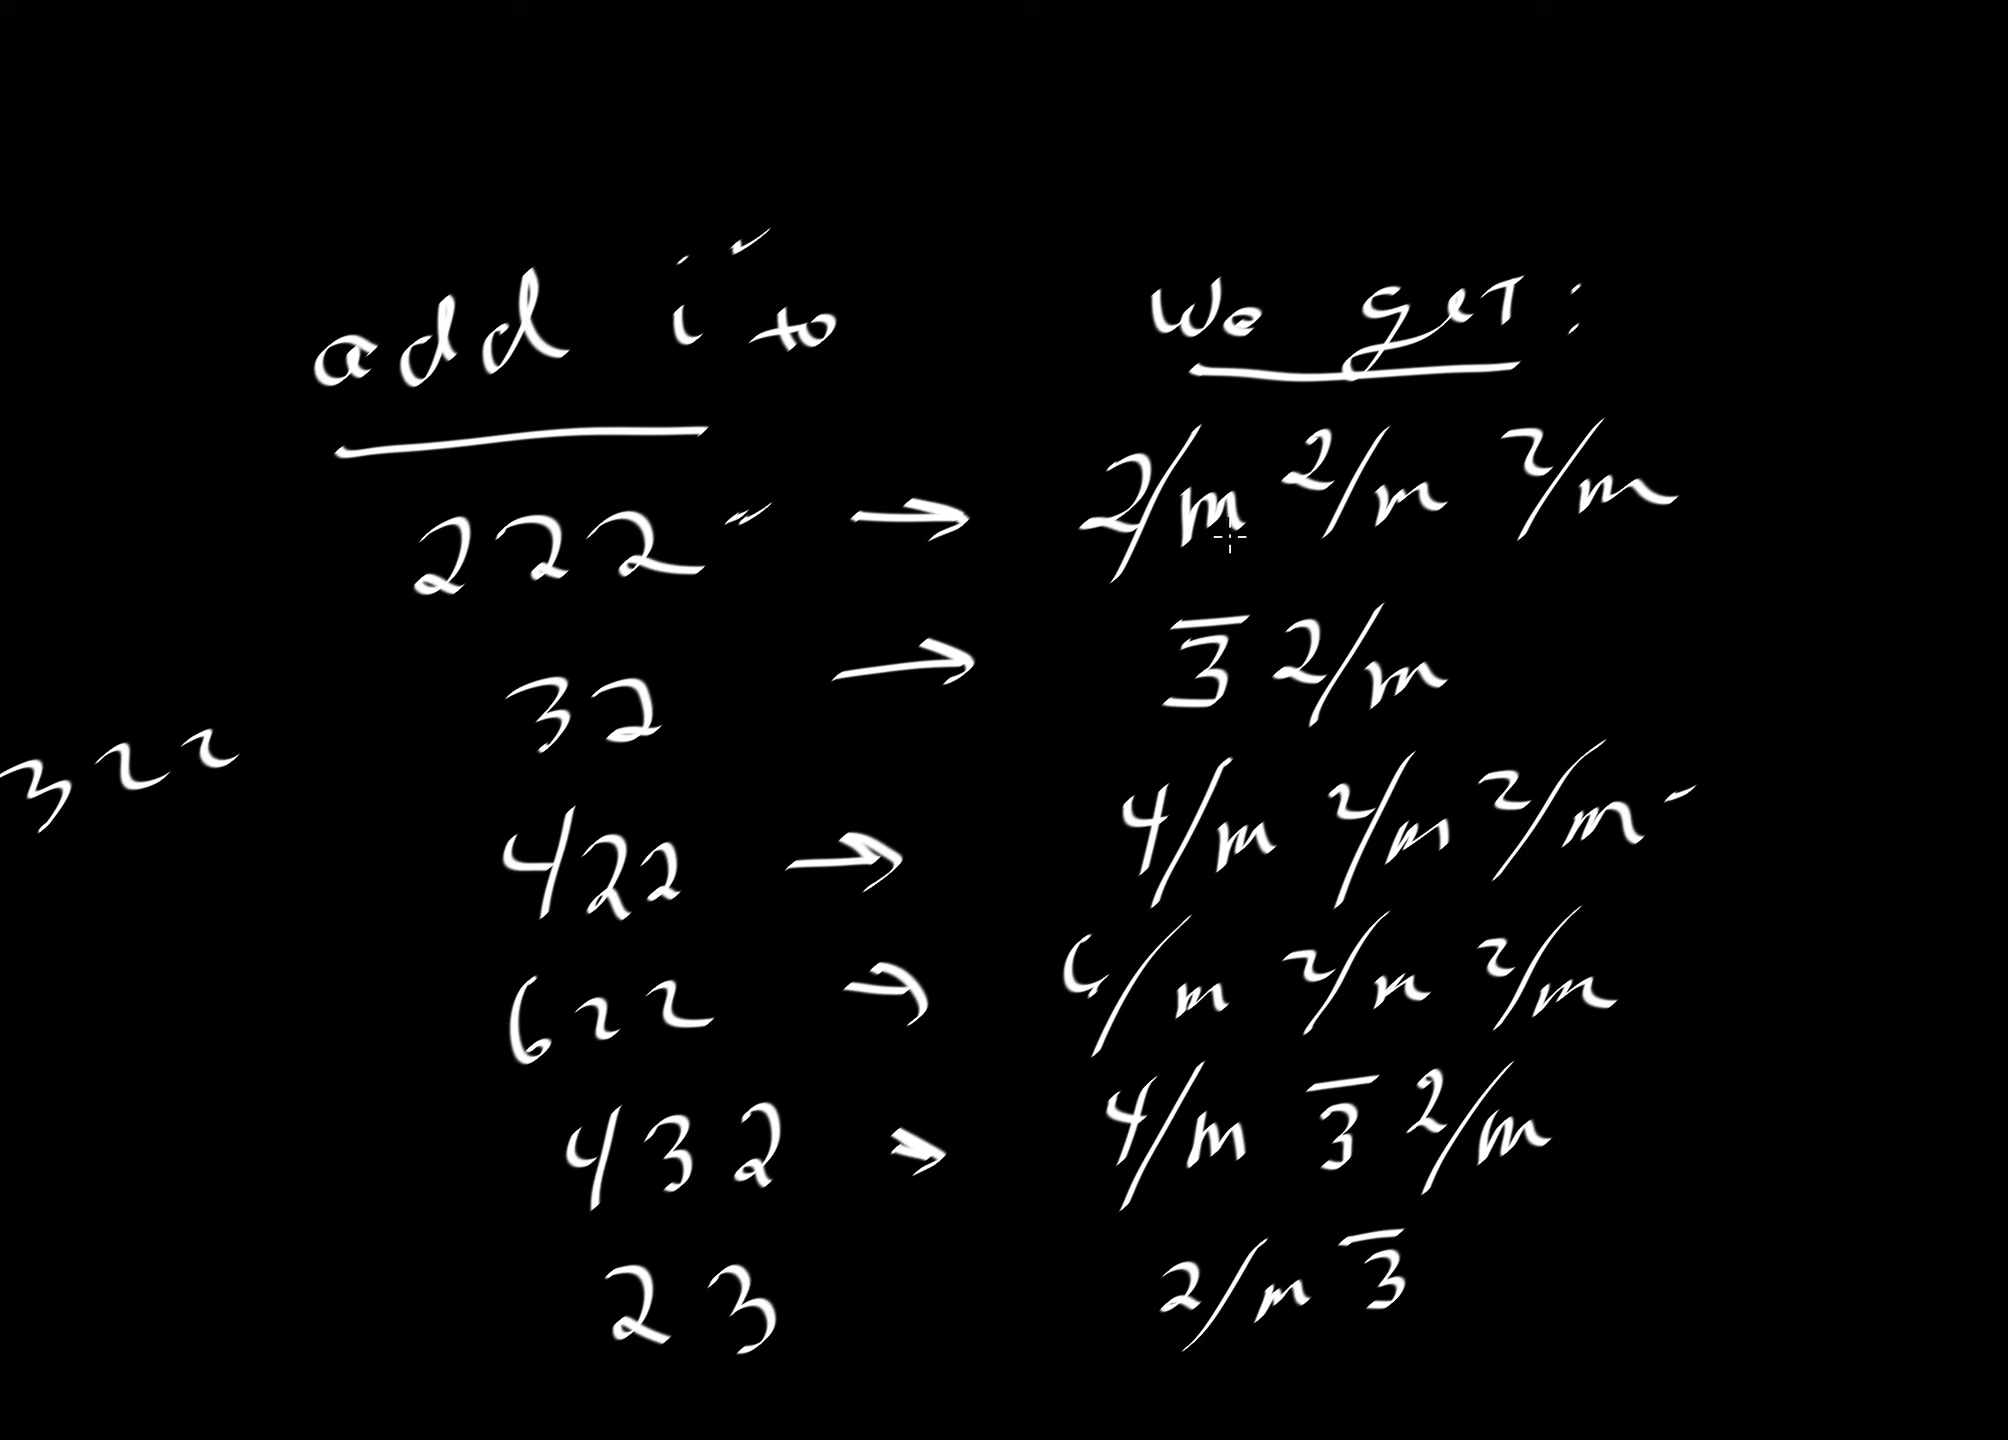 add i to We get:
222 → 2/m 2/m 2/m
32 → 3̅ 2/m
322
422 → 4/m 2/m 2/m
622 → 6/m 2/m 2/m
432 → 4/m 3̅ 2/m
23 2/m 3̅